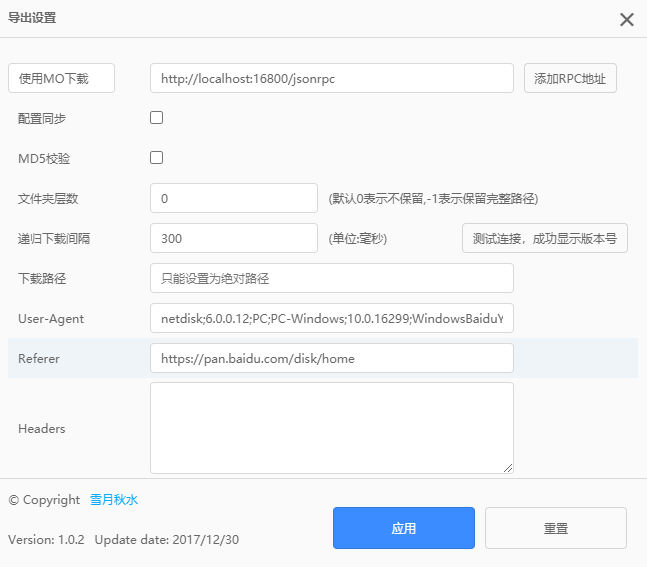 导出设置
使用MO下载 http://localhost:16800/jsonrpc 添加RPC地址
配置同步
MD5校验
文件夹层数 0 (默认0表示不保留,-1表示保留完整路径)
递归下载间隔 300 (单位:毫秒) 测试连接，成功显示版本号
下载路径 只能设置为绝对路径
User-Agent netdisk;6.0.0.12;PC;PC-Windows;10.0.16299;WindowsBaiduY
Referer https://pan.baidu.com/disk/home
Headers
© Copyright 雪月秋水
Version: 1.0.2 Update date: 2017/12/30
应用 重置